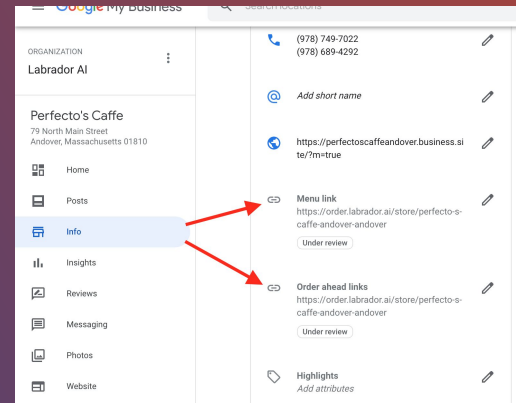 Google My Business
Search locations
ORGANIZATION
Labrador AI
Perfecto's Caffe
79 North Main Street
Andover, Massachusetts 01810
Home
Posts
Info
Insights
Reviews
Messaging
Photos
Website
(978) 749-7022
(978) 689-4292
Add short name
https://perfectoscaffeandover.business.si
te/?m=true
Menu link
https://order.labrador.ai/store/perfecto-s-
caffe-andover-andover
Under review
Order ahead links
https://order.labrador.ai/store/perfecto-s-
caffe-andover-andover
Under review
Highlights
Add attributes